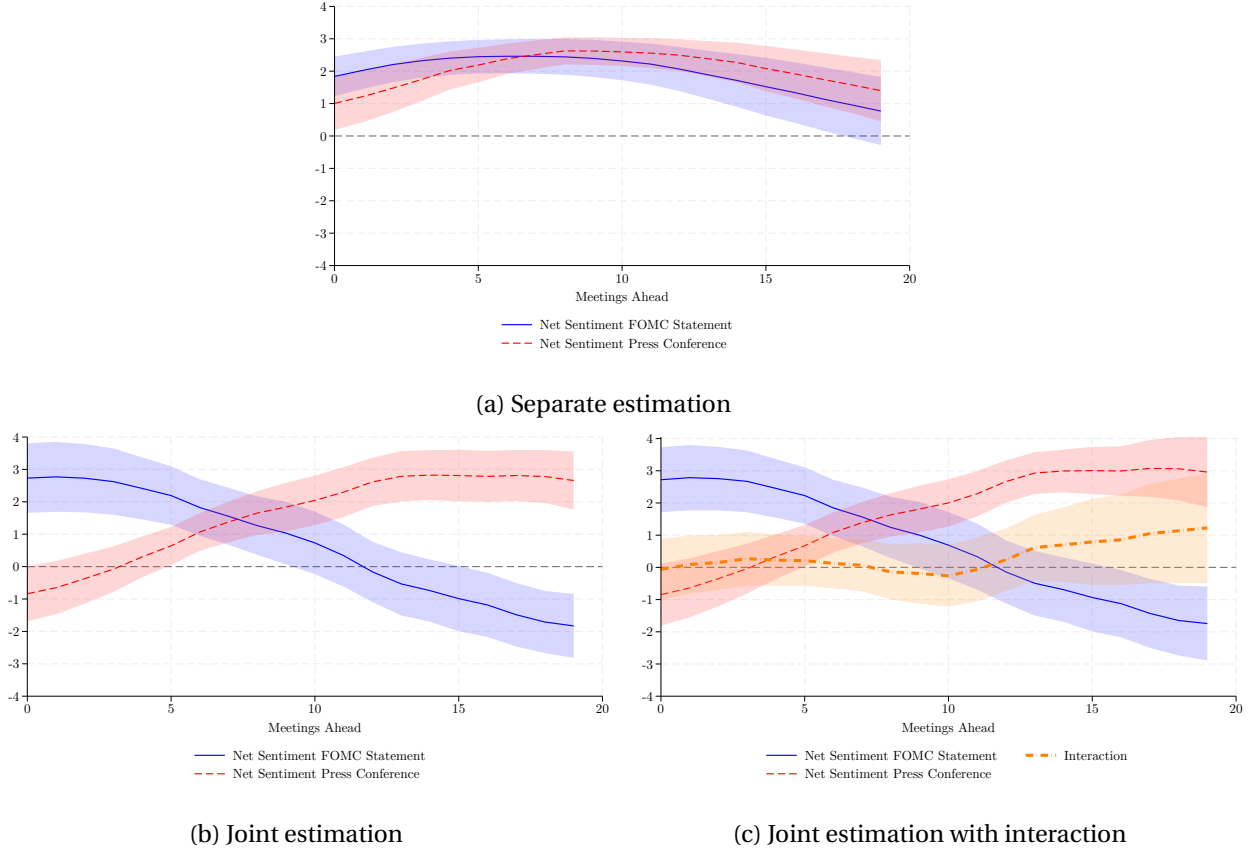 4
3
2
1
0
-1
-2
-3
-4
0 5 10 15 20
Meetings Ahead
Net Sentiment FOMC Statement
Net Sentiment Press Conference
(a) Separate estimation
4
3
2
1
0
-1
-2
-3
-4
0 5 10 15 20
Meetings Ahead
Net Sentiment FOMC Statement
Net Sentiment Press Conference
(b) Joint estimation
4
3
2
1
0
-1
-2
-3
-4
0 5 10 15 20
Meetings Ahead
Net Sentiment FOMC Statement Interaction
Net Sentiment Press Conference
(c) Joint estimation with interaction